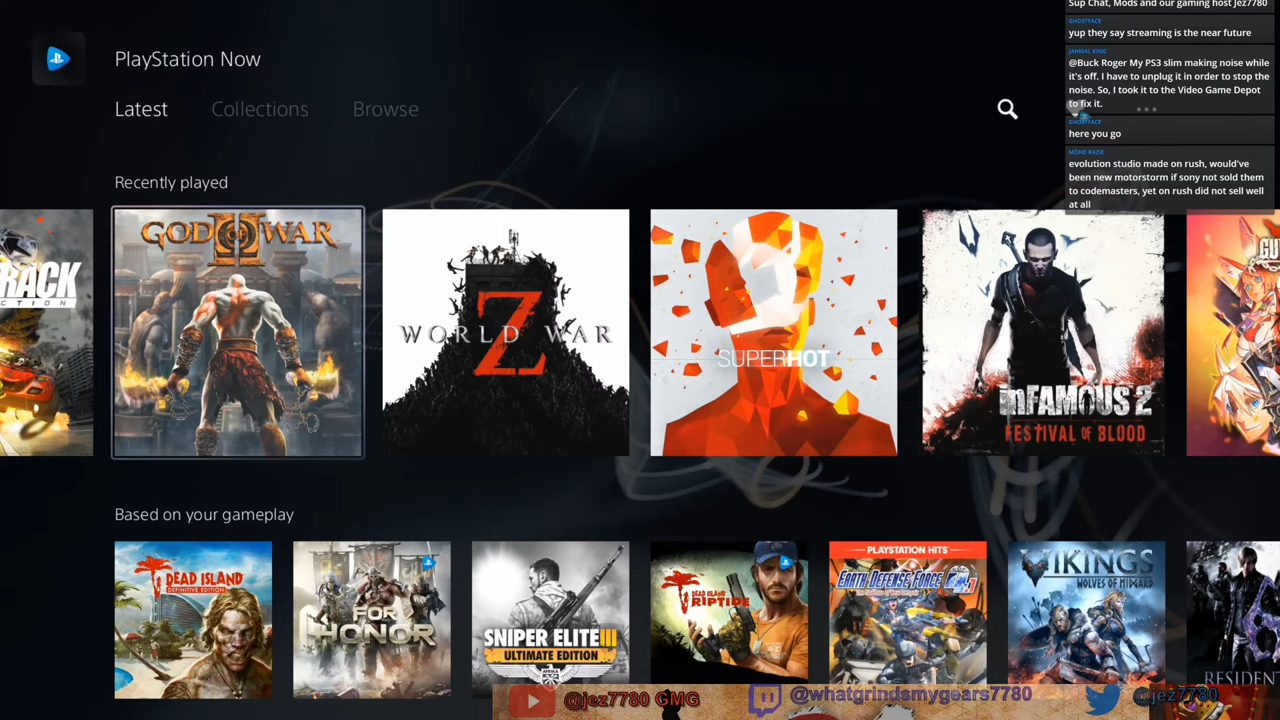 Sup Chat, Mods and our gaming host Jez7780
GHOSTFACE
yup they say streaming is the near future
JAHMAL KING
@Buck Roger My PS3 slim making noise while
it's off. I have to unplug it in order to stop the
noise. So, I took it to the Video Game Depot
to fix it.
GHOSTFACE
here you go
MOHD RAZIE
evolution studio made on rush, would've
been new motorstorm if sony not sold them
to codemasters, yet on rush did not sell well
at all
PlayStation Now
Latest Collections Browse
Recently played
RACK
CTION
GOD OF WAR
II
WORLD WAR
Z
SUPERHOT
inFAMOUS 2
FESTIVAL OF BLOOD
GU
Based on your gameplay
DEAD ISLAND
DEFINITIVE EDITION
FOR
HONOR
SNIPER ELITE III
ULTIMATE EDITION
AFRIKA
DEAD ISLAND
RIPTIDE
PLAYSTATION HITS
EARTH DEFENSE FORCE 4.1
VIKINGS
WOLVES OF MIDGARD
RESIDENT
@jez7780 GMG
@whatgrindsmygears7780
@jez7780